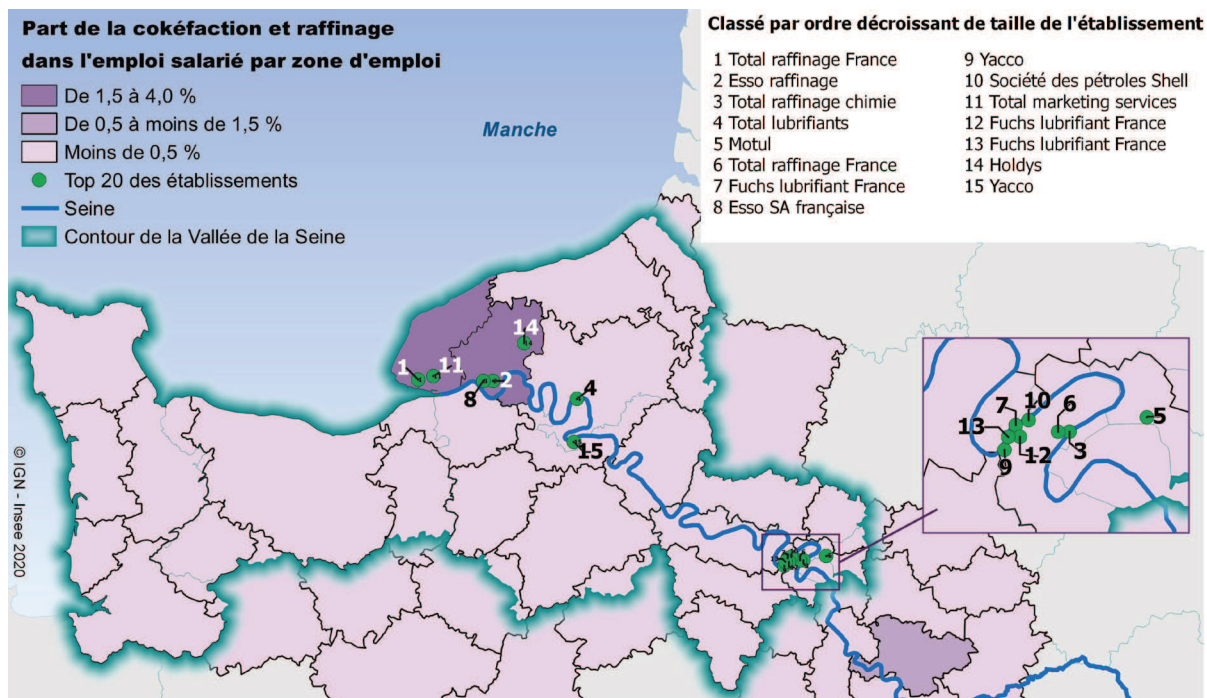 Part de la cokéfaction et raffinage
dans l'emploi salarié par zone d'emploi
De 1,5 à 4,0 %
De 0,5 à moins de 1,5 %
Moins de 0,5 %
Top 20 des établissements
Seine
Contour de la Vallée de la Seine
Manche
Classé par ordre décroissant de taille de l'établissement
1 Total raffinage France
2 Esso raffinage
3 Total raffinage chimie
4 Total lubrifiants
5 Motul
6 Total raffinage France
7 Fuchs lubrifiant France
8 Esso SA française
9 Yacco
10 Société des pétroles Shell
11 Total marketing services
12 Fuchs lubrifiant France
13 Fuchs lubrifiant France
14 Holdys
15 Yacco
14
1
11
8
2
4
15
7
10
6
5
13
9
12
3
© IGN - Insee 2020